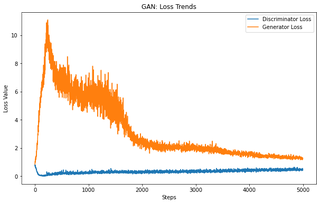 GAN: Loss Trends
Discriminator Loss
Generator Loss
10
8
6
4
2
0
Loss Value
0
1000
2000
3000
4000
5000
Steps